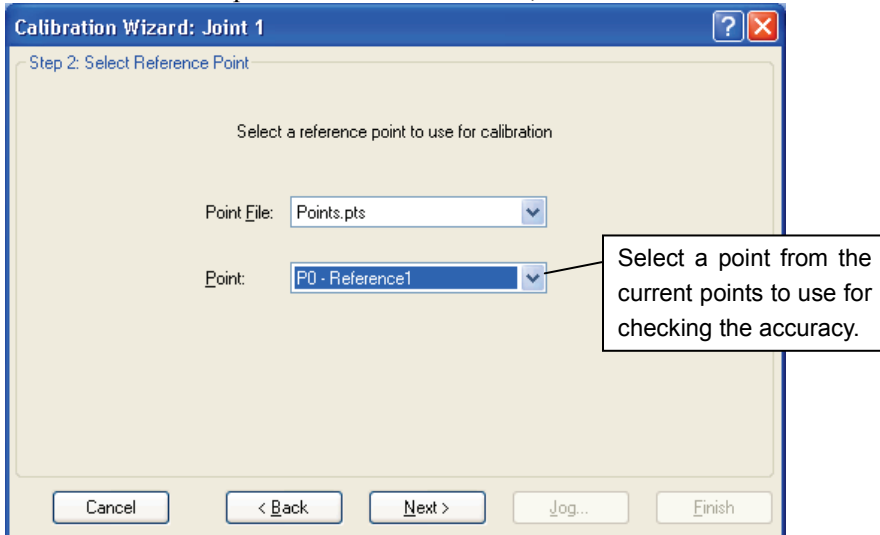 Calibration Wizard: Joint 1
Step 2: Select Reference Point
Select a reference point to use for calibration
Point File: Points.pts
Point: P0 - Reference1
Select a point from the
current points to use for
checking the accuracy.
Cancel < Back Next > Jog... Finish